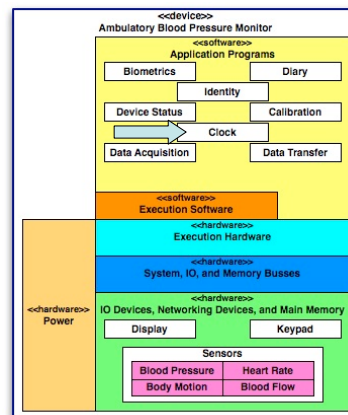 <<device>>
Ambulatory Blood Pressure Monitor
<<software>>
Application Programs
Biometrics
Diary
Identity
Device Status
Calibration
Clock
Data Acquisition
Data Transfer
<<software>>
Execution Software
<<hardware>>
Execution Hardware
<<hardware>>
System, IO, and Memory Busses
<<hardware>>
Power
<<hardware>>
IO Devices, Networking Devices, and Main Memory
Display
Keypad
Sensors
Blood Pressure
Heart Rate
Body Motion
Blood Flow